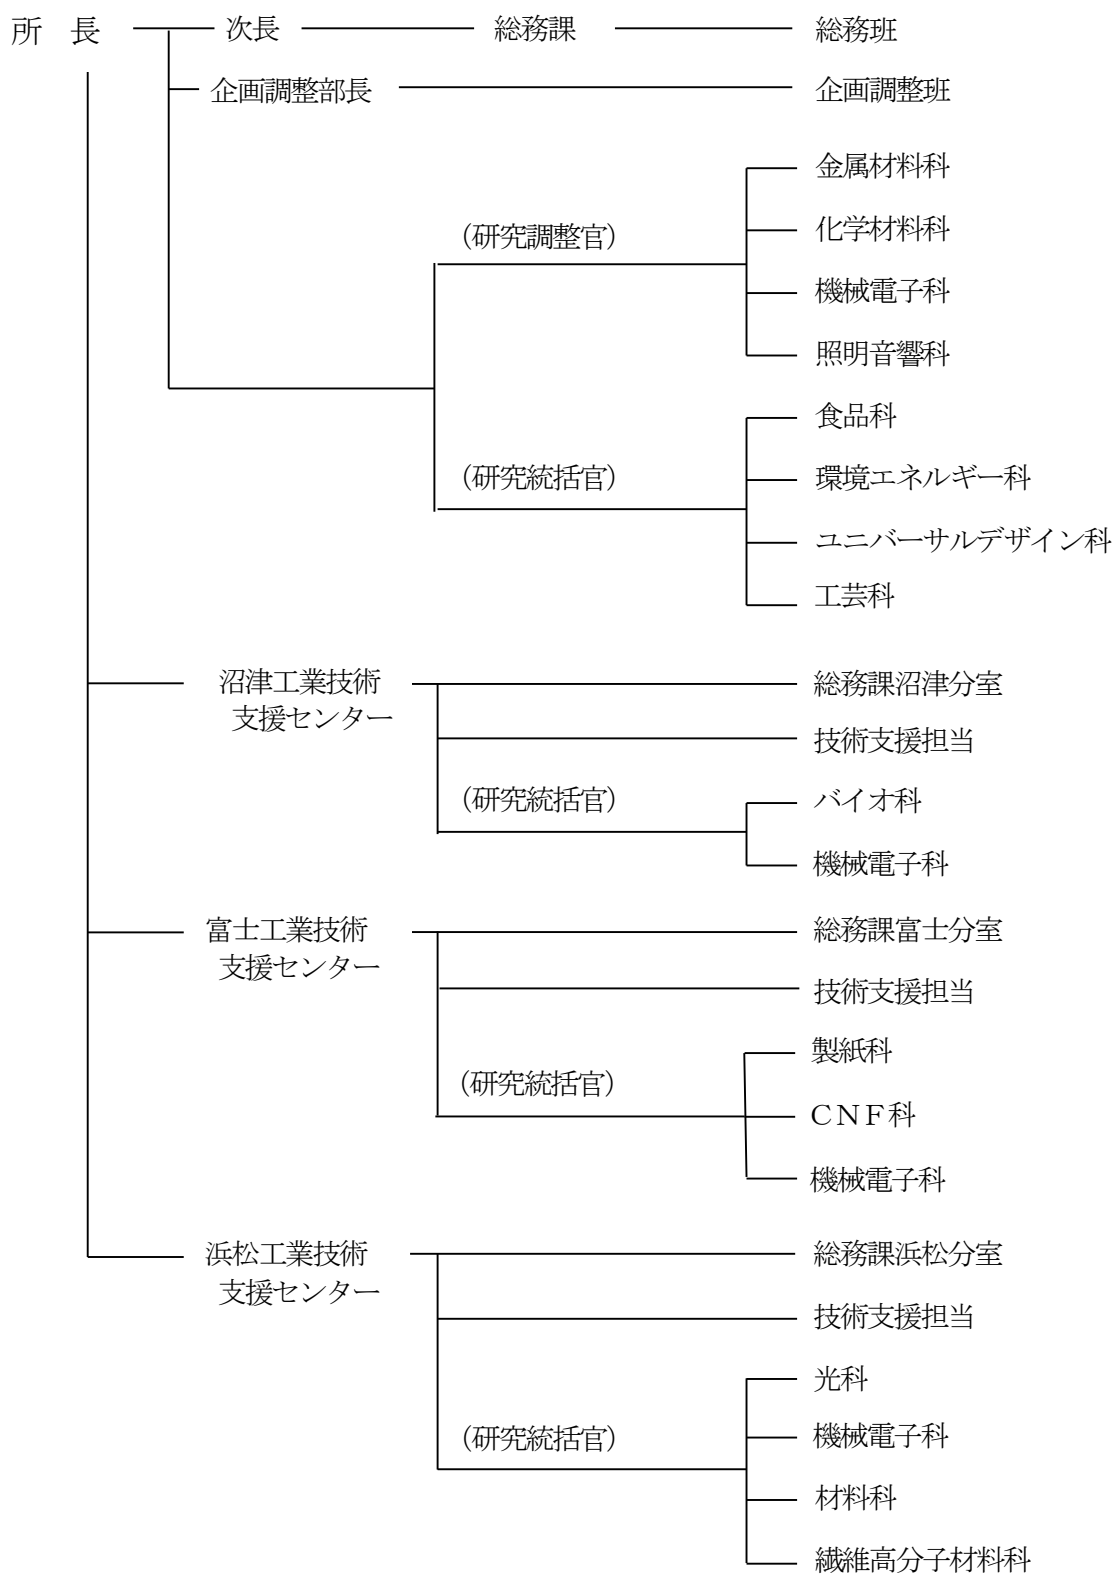 所　長　次長　総務課　総務班
企画調整部長　企画調整班
金属材料科
(研究調整官)　化学材料科
機械電子科
照明音響科
食品科
(研究統括官)　環境エネルギー科
ユニバーサルデザイン科
工芸科
沼津工業技術　総務課沼津分室
支援センター
技術支援担当
(研究統括官)　バイオ科
機械電子科
富士工業技術　総務課富士分室
支援センター
技術支援担当
製紙科
(研究統括官)
ＣＮＦ科
機械電子科
浜松工業技術　総務課浜松分室
支援センター
技術支援担当
光科
(研究統括官)　機械電子科
材料科
繊維高分子材料科